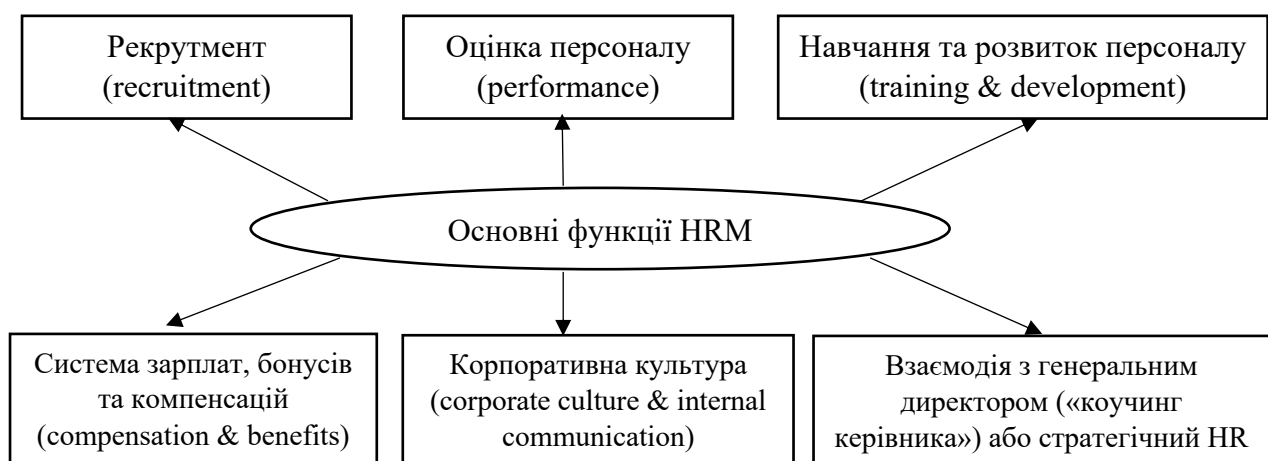 Рекрутмент
(recruitment)
Оцінка персоналу
(performance)
Навчання та розвиток персоналу
(training & development)
Основні функції HRM
Система зарплат, бонусів
та компенсацій
(compensation & benefits)
Корпоративна культура
(corporate culture & internal
communication)
Взаємодія з генеральним
директором («коучинг
керівника») або стратегічний HR